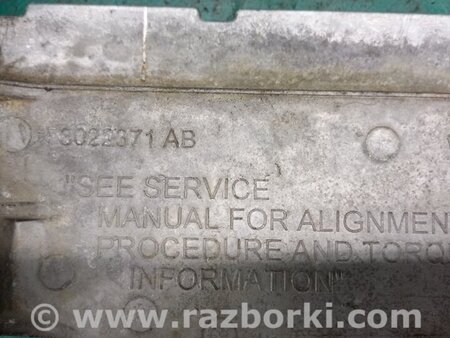 3022371 AB
"SEE SERVICE
MANUAL FOR ALIGNMEN
PROCEDURE AND TORQ
INFORMATION"
www.razborki.com